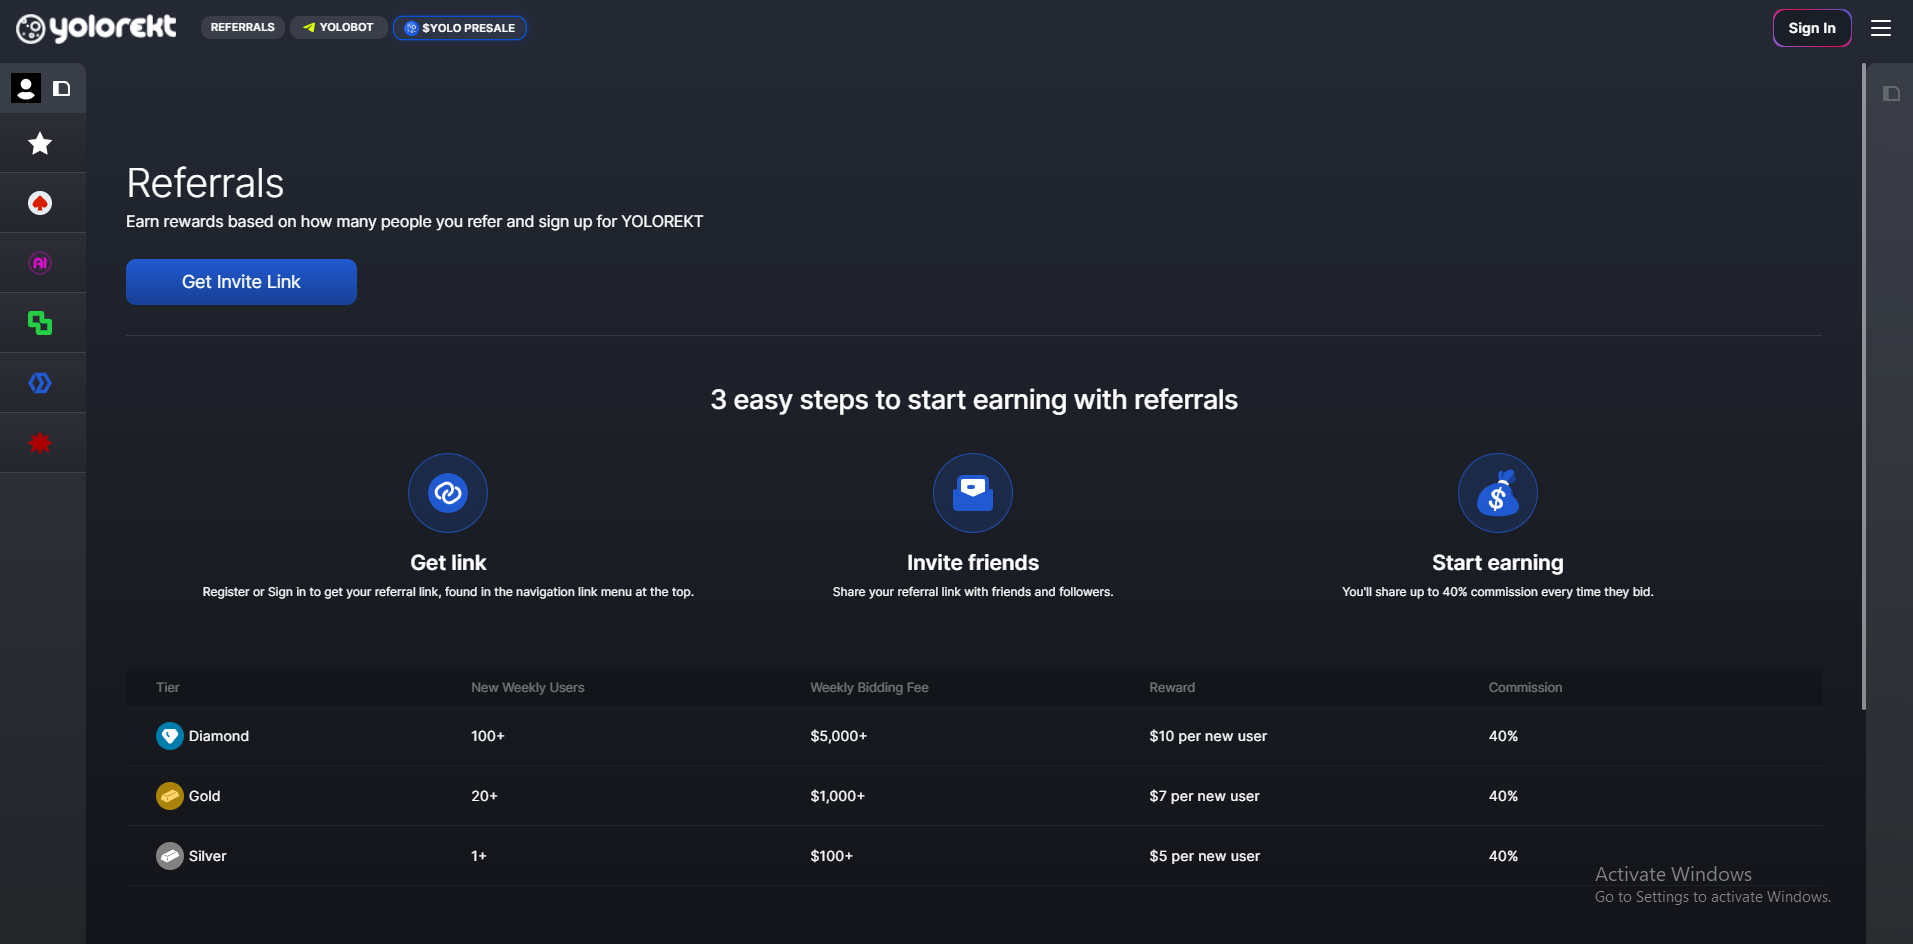 yolorekt
REFERRALS
YOLOBOT
$YOLO PRESALE
Sign In
AI
Referrals
Earn rewards based on how many people you refer and sign up for YOLOREKT
Get Invite Link
3 easy steps to start earning with referrals
$
Get link
Invite friends
Start earning
Register or Sign in to get your referral link, found in the navigation link menu at the top.
Share your referral link with friends and followers.
You'll share up to 40% commission every time they bid.
Tier New Weekly Users Weekly Bidding Fee Reward Commission
Diamond 100+ $5,000+ $10 per new user 40%
Gold 20+ $1,000+ $7 per new user 40%
Silver 1+ $100+ $5 per new user 40%
Activate Windows
Go to Settings to activate Windows.